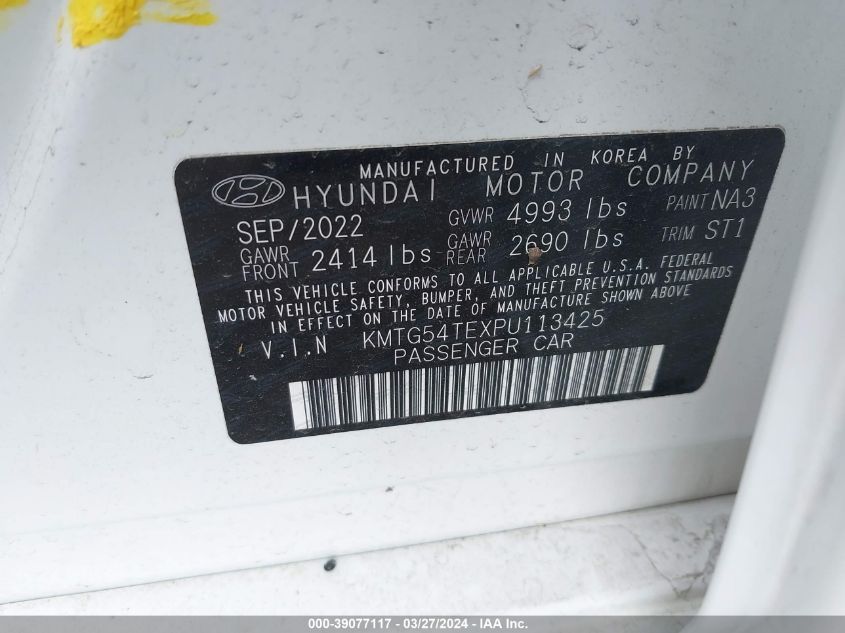 MANUFACTURED IN KOREA BY
HYUNDAI MOTOR COMPANY
SEP/2022 GVWR 4993 lbs PAINT NA3
GAWR FRONT 2414 lbs GAWR REAR 2690 lbs TRIM ST1
THIS VEHICLE CONFORMS TO ALL APPLICABLE U.S.A. FEDERAL
MOTOR VEHICLE SAFETY, BUMPER, AND THEFT PREVENTION STANDARDS
IN EFFECT ON THE DATE OF MANUFACTURE SHOWN ABOVE
V.I.N KMTG54TEXPU113425
PASSENGER CAR
000-39077117 - 03/27/2024 - IAA Inc.